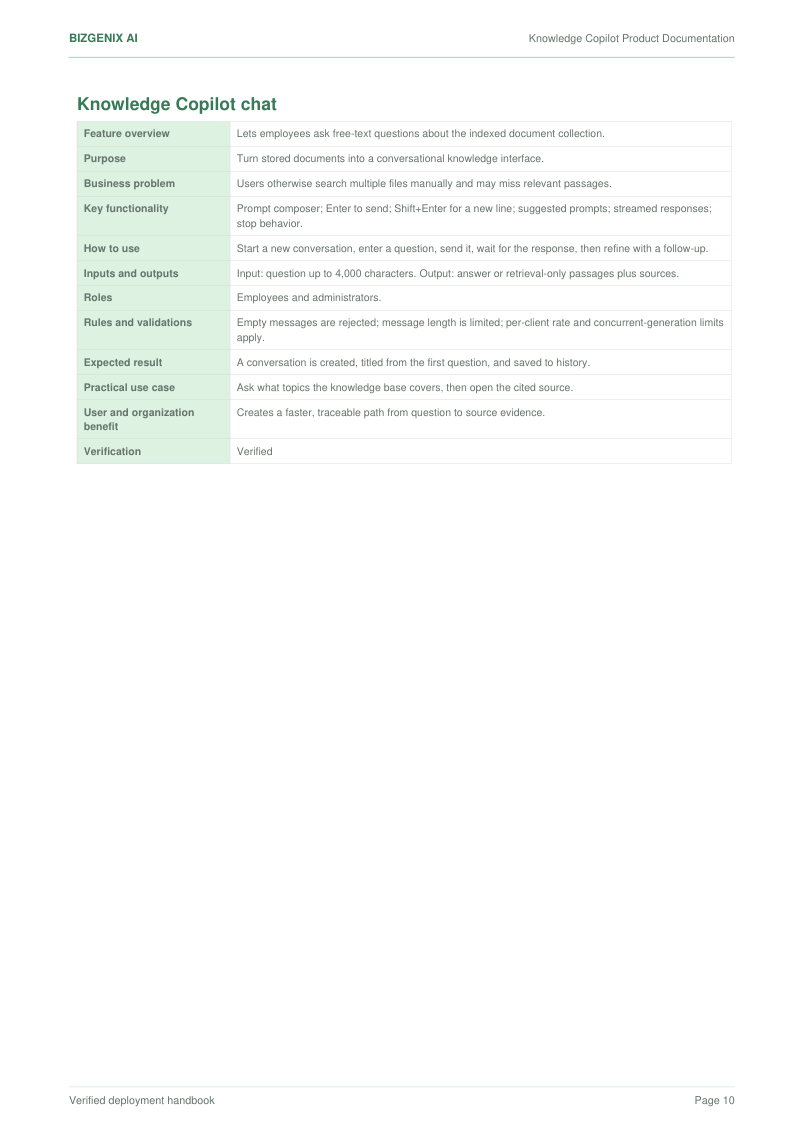 BIZGENIX AI
Knowledge Copilot Product Documentation
Knowledge Copilot chat
Feature overview
Lets employees ask free-text questions about the indexed document collection.
Purpose
Turn stored documents into a conversational knowledge interface.
Business problem
Users otherwise search multiple files manually and may miss relevant passages.
Key functionality
Prompt composer; Enter to send; Shift+Enter for a new line; suggested prompts; streamed responses;
stop behavior.
How to use
Start a new conversation, enter a question, send it, wait for the response, then refine with a follow-up.
Inputs and outputs
Input: question up to 4,000 characters. Output: answer or retrieval-only passages plus sources.
Roles
Employees and administrators.
Rules and validations
Empty messages are rejected; message length is limited; per-client rate and concurrent-generation limits
apply.
Expected result
A conversation is created, titled from the first question, and saved to history.
Practical use case
Ask what topics the knowledge base covers, then open the cited source.
User and organization
benefit
Creates a faster, traceable path from question to source evidence.
Verification
Verified
Verified deployment handbook
Page 10